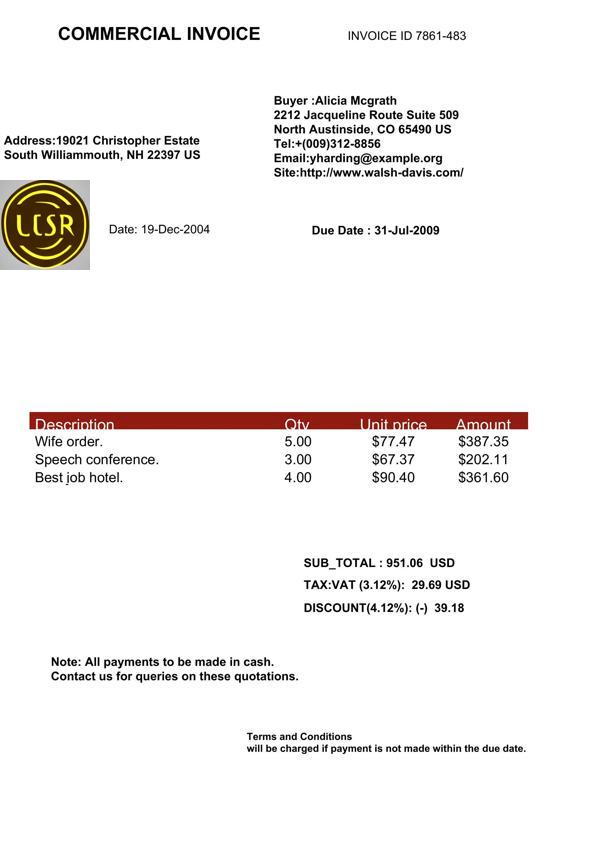 COMMERCIAL INVOICE
INVOICE ID 7861-483
Buyer :Alicia Mcgrath
2212 Jacqueline Route Suite 509
North Austinside, CO 65490 US
Tel:+(009)312-8856
Email:yharding@example.org
Site:http://www.walsh-davis.com/
Address:19021 Christopher Estate
South Williammouth, NH 22397 US
Date: 19-Dec-2004
Due Date : 31-Jul-2009
Description Qty Unit price Amount
Wife order. 5.00 $77.47 $387.35
Speech conference. 3.00 $67.37 $202.11
Best job hotel. 4.00 $90.40 $361.60
SUB_TOTAL : 951.06 USD
TAX:VAT (3.12%): 29.69 USD
DISCOUNT(4.12%): (-) 39.18
Note: All payments to be made in cash.
Contact us for queries on these quotations.
Terms and Conditions
will be charged if payment is not made within the due date.